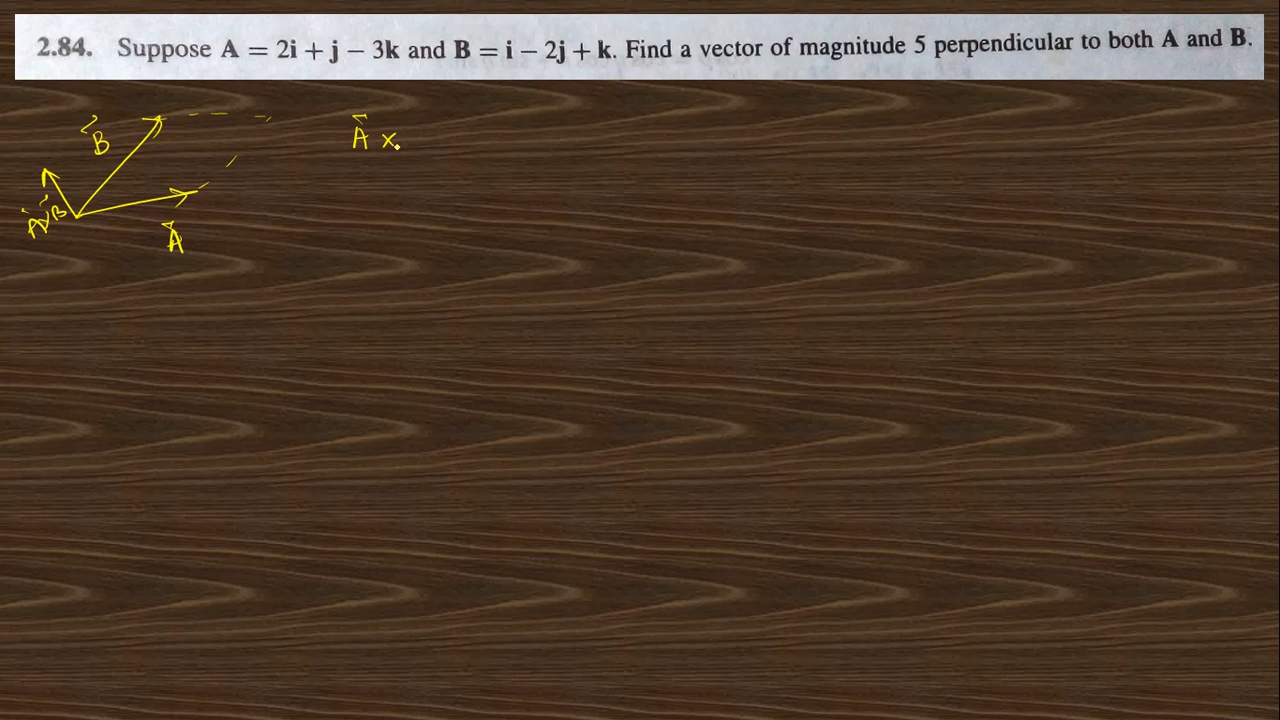 2.84. Suppose A = 2i + j − 3k and B = i − 2j + k. Find a vector of magnitude 5 perpendicular to both A and B.
B
A ×
A×B
A